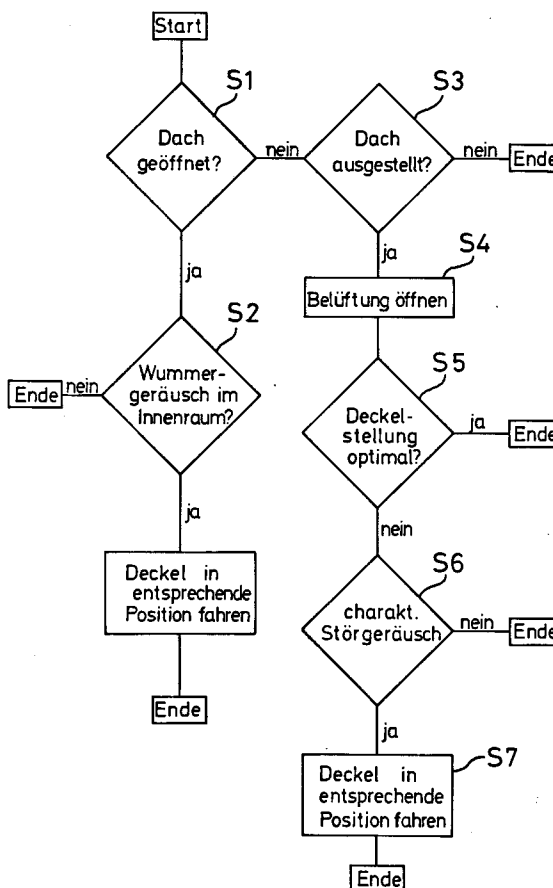 Start
S1
Dach
geöffnet?
nein
S3
Dach
ausgestellt?
nein
Ende
ja
S2
Wummer-
geräusch im
Innenraum?
nein
Ende
ja
Deckel in
entsprechende
Position fahren
Ende
ja
S4
Belüftung öffnen
S5
Deckel-
stellung
optimal?
ja
Ende
nein
S6
charakt.
Störgeräusch
nein
Ende
ja
S7
Deckel in
entsprechende
Position fahren
Ende